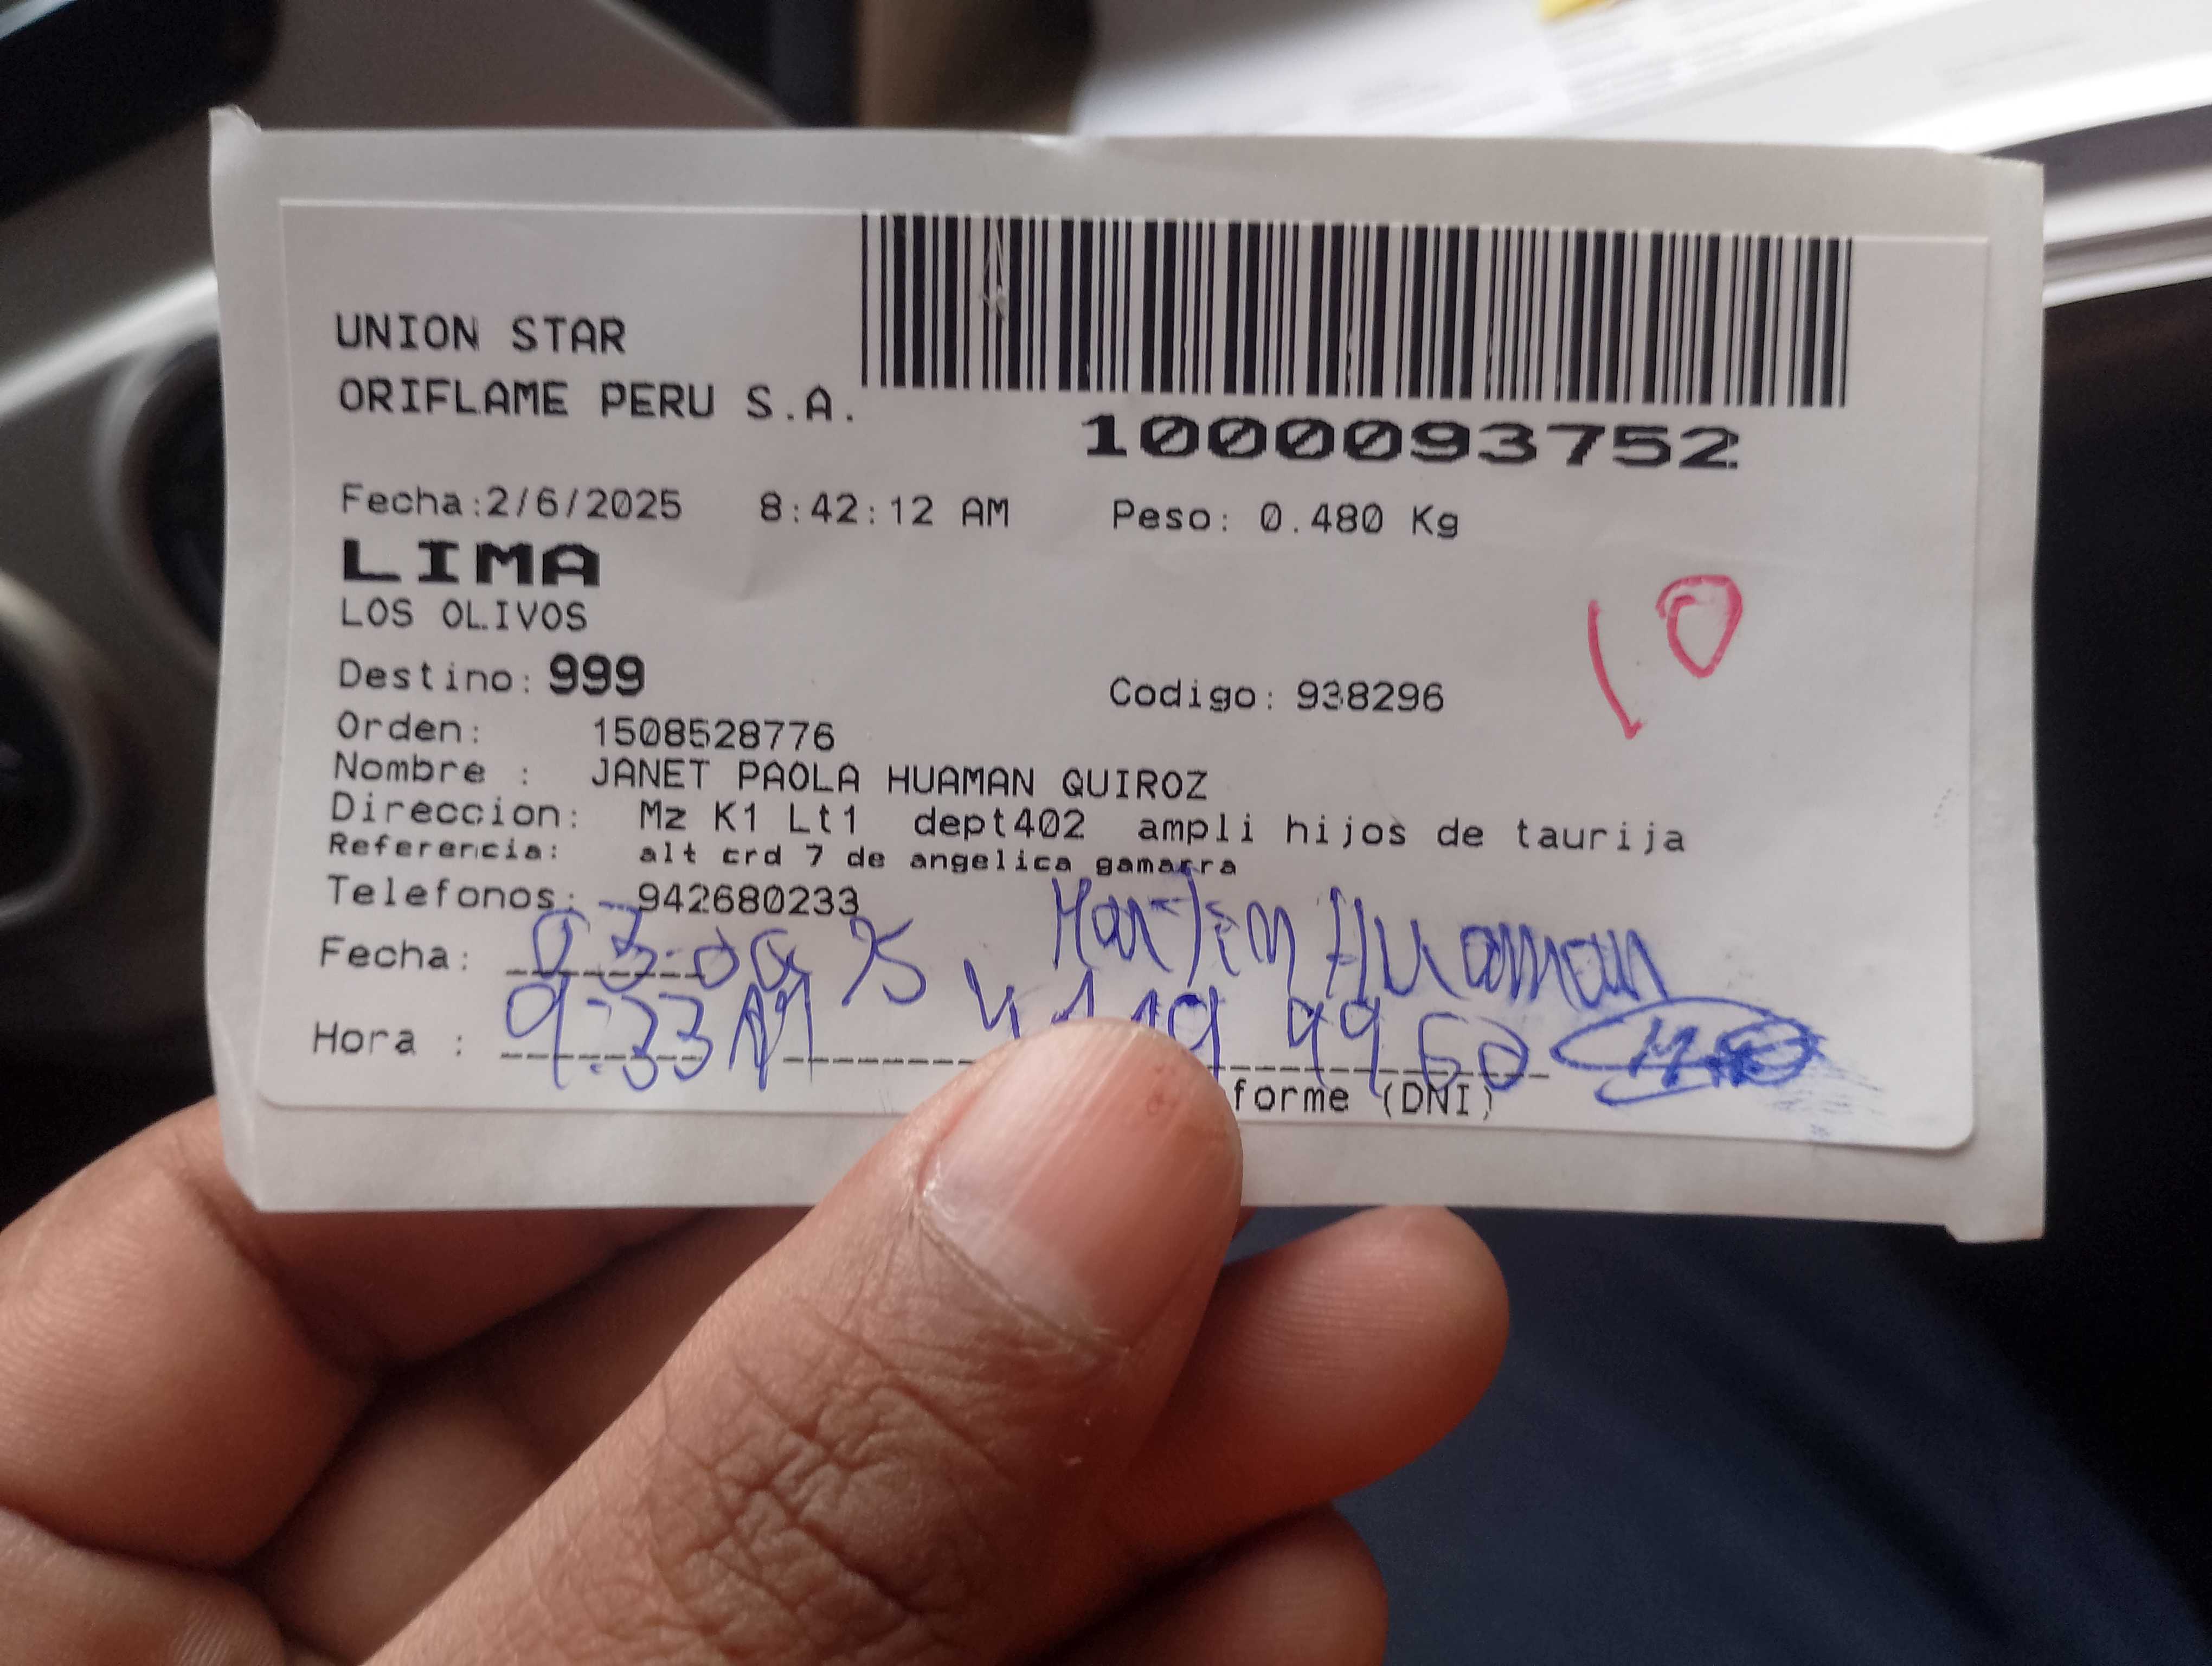 UNION STAR
ORIFLAME PERU S.A.
1000093752
Fecha:2/6/2025 8:42:12 AM Peso: 0.480 Kg
LIMA
LOS OLIVOS
10
Destino: 999 Codigo: 938296
Orden: 1508528776
Nombre : JANET PAOLA HUAMAN QUIROZ
Direccion: Mz K1 Lt1 dept402 ampli hijos de taurija
Referencia: alt crd 7 de angelica gamarra
Telefonos: 942680233
Martin Huaman
Fecha: 03-06 25
Hora : 9:33 AM 99 60
forme (DNI)